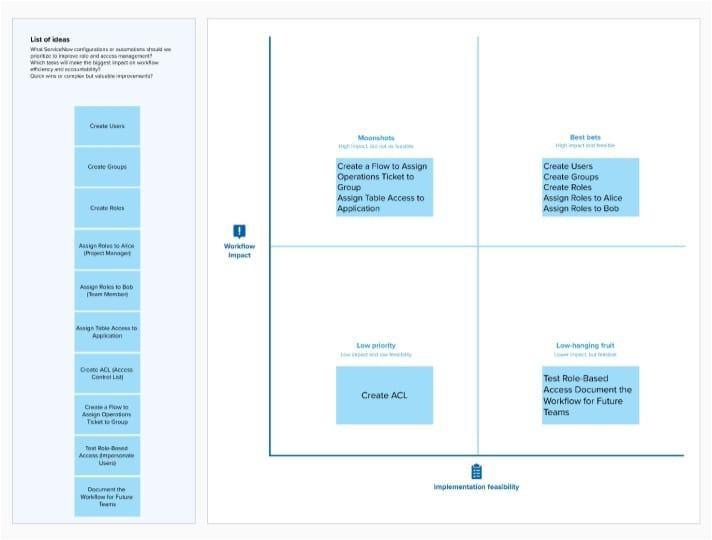 List of ideas
What ServiceNow configurations or automations should we
prioritize to improve role and access management?
Which tasks will make the biggest impact on workflow
efficiency and accountability?
Quick wins or complex but valuable improvements?
Create Users
Create Groups
Create Roles
Assign Roles to Alice
(Project Manager)
Assign Roles to Bob
(Team Member)
Assign Table Access to
Application
Create ACL (Access
Control List)
Create a Flow to
Assign Operations
Ticket to Group
Test Role-Based
Access (Impersonate
Users)
Document the
Workflow for Future
Teams
Moonshots
High impact, but not as feasible
Create a Flow to Assign
Operations Ticket to
Group
Assign Table Access to
Application
Best bets
High impact and feasible
Create Users
Create Groups
Create Roles
Assign Roles to Alice
Assign Roles to Bob
Workflow
Impact
Low priority
Low impact and low feasibility
Create ACL
Low-hanging fruit
Lower impact, but feasible
Test Role-Based
Access Document the
Workflow for Future
Teams
Implementation feasibility